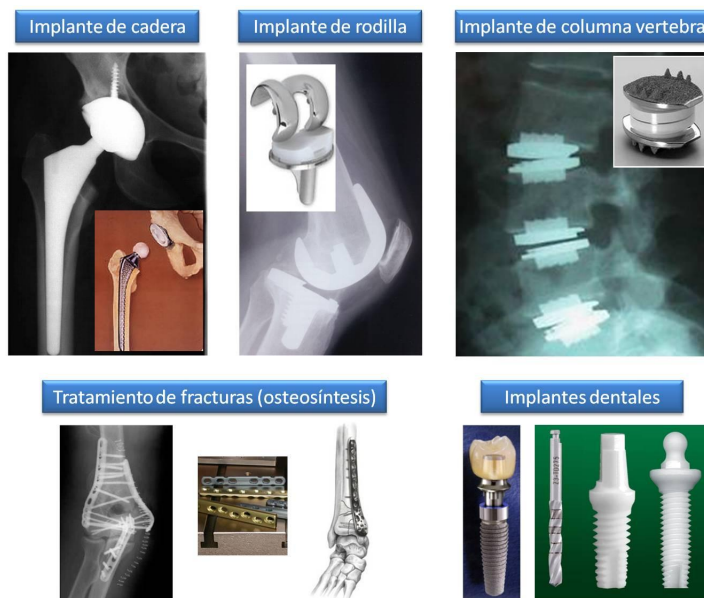 Implante de cadera
Implante de rodilla
Implante de columna vertebra
Tratamiento de fracturas (osteosíntesis)
Implantes dentales